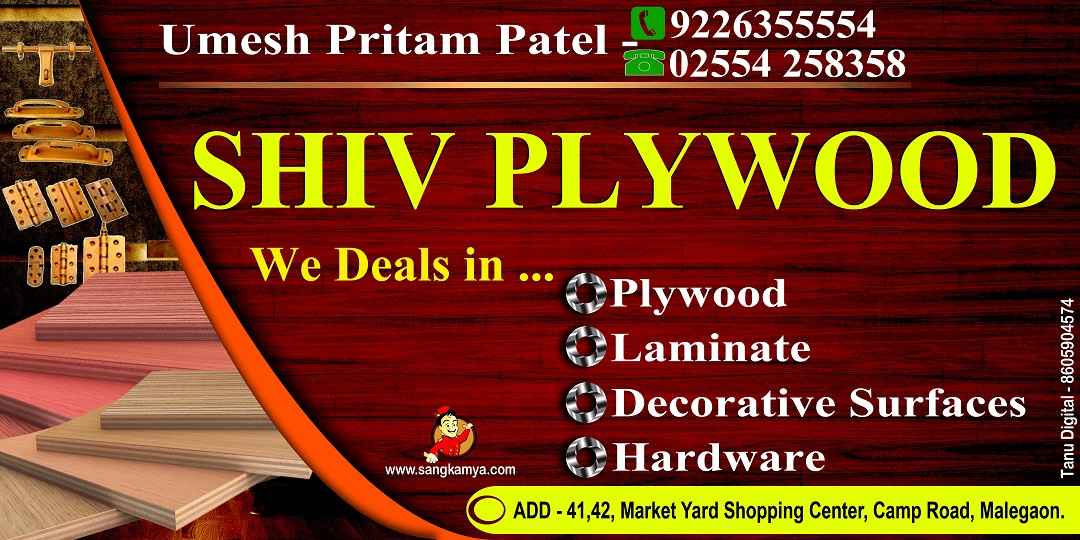 Umesh Pritam Patel - 9226355554
02554 258358
SHIV PLYWOOD
We Deals in ...
Plywood
Laminate
Decorative Surfaces
Hardware
www.sangkamya.com
ADD - 41,42, Market Yard Shopping Center, Camp Road, Malegaon.
Tanu Digital - 8605904574